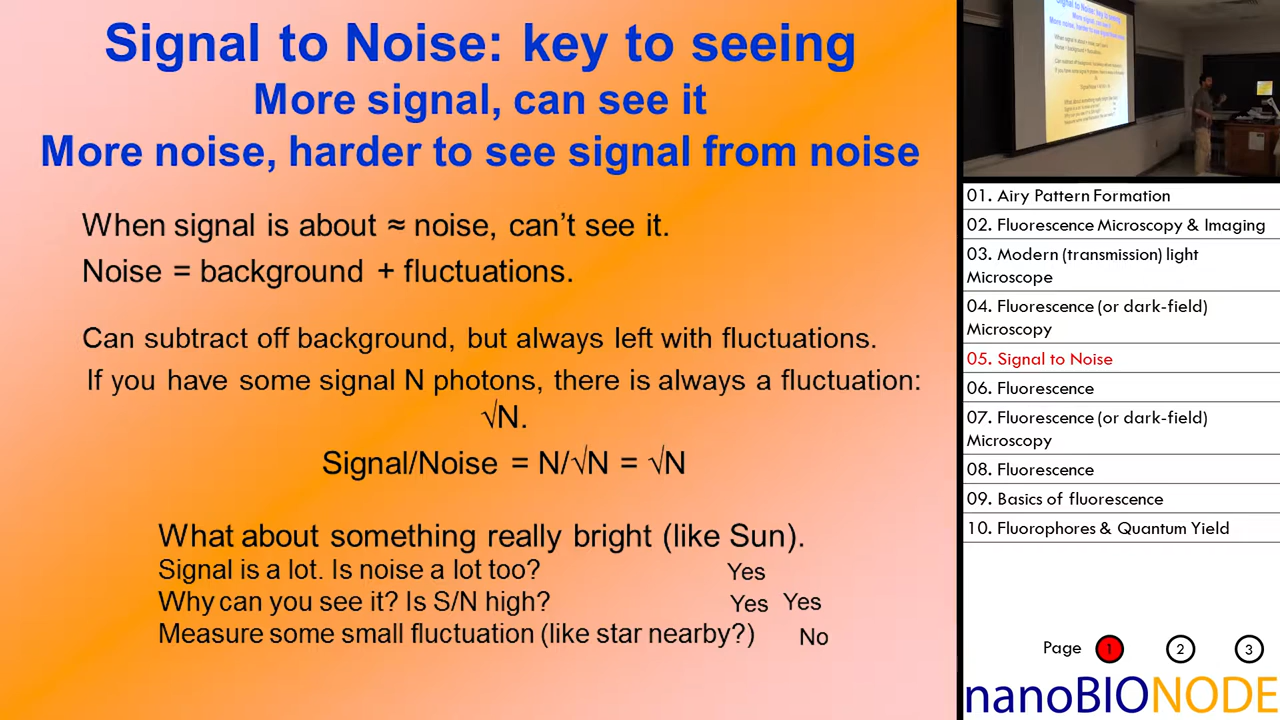 Signal to Noise: key to seeing
More signal, can see it
More noise, harder to see signal from noise
When signal is about ≈ noise, can't see it.
Noise = background + fluctuations.
Can subtract off background, but always left with fluctuations.
If you have some signal N photons, there is always a fluctuation:
√N.
Signal/Noise = N/√N = √N
What about something really bright (like Sun).
Signal is a lot. Is noise a lot too? Yes
Why can you see it? Is S/N high? Yes Yes
Measure some small fluctuation (like star nearby?) No
01. Airy Pattern Formation
02. Fluorescence Microscopy & Imaging
03. Modern (transmission) light
Microscope
04. Fluorescence (or dark-field)
Microscopy
05. Signal to Noise
06. Fluorescence
07. Fluorescence (or dark-field)
Microscopy
08. Fluorescence
09. Basics of fluorescence
10. Fluorophores & Quantum Yield
Page 1 2 3
nanoBIONODE